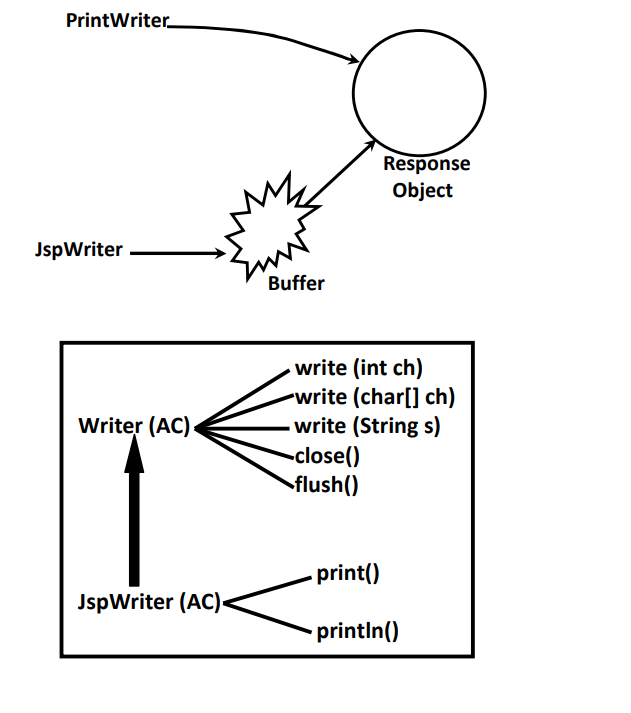 PrintWriter
Response
Object
JspWriter
Buffer
write (int ch)
write (char[] ch)
Writer (AC)
write (String s)
close()
flush()
print()
JspWriter (AC)
println()